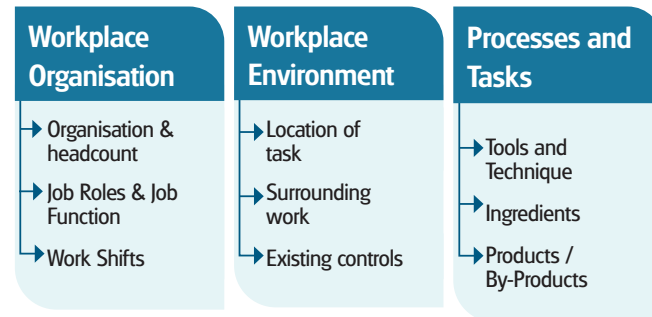 Workplace
Organisation
Organisation &
headcount
Job Roles & Job
Function
Work Shifts
Workplace
Environment
Location of
task
Surrounding
work
Existing controls
Processes and
Tasks
Tools and
Technique
Ingredients
Products /
By-Products